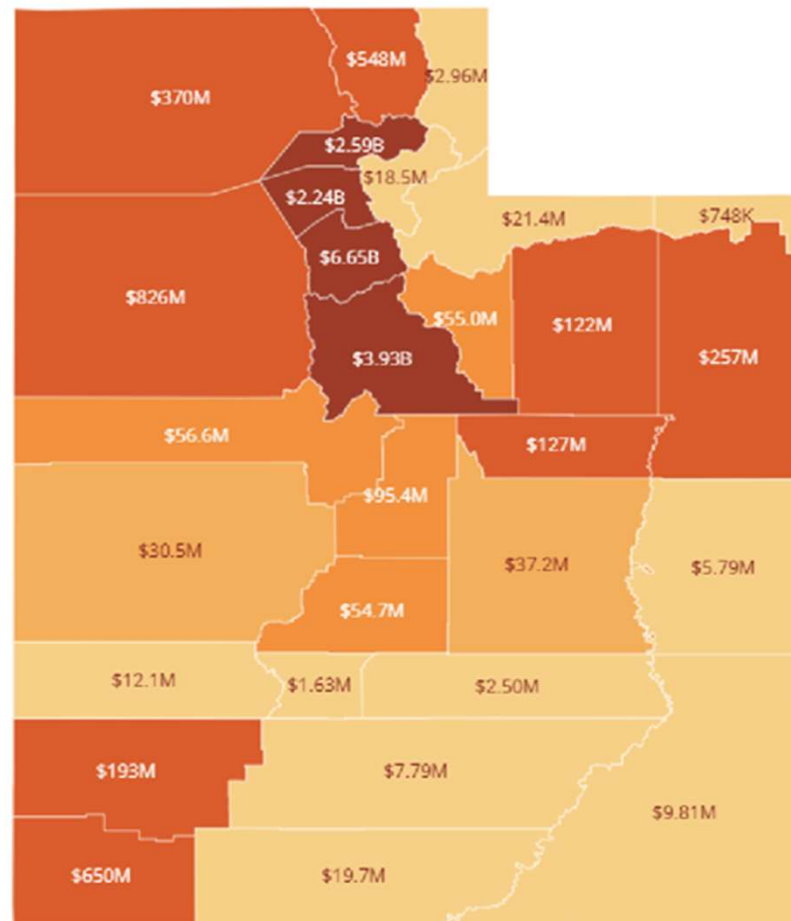 $548M
$2.96M
$370M
$2.59B
$18.5M
$2.24B
$21.4M
$748K
$6.65B
$826M
$55.0M
$122M
$257M
$3.93B
$56.6M
$127M
$95.4M
$30.5M
$37.2M
$5.79M
$54.7M
$12.1M
$1.63M
$2.50M
$193M
$7.79M
$9.81M
$650M
$19.7M